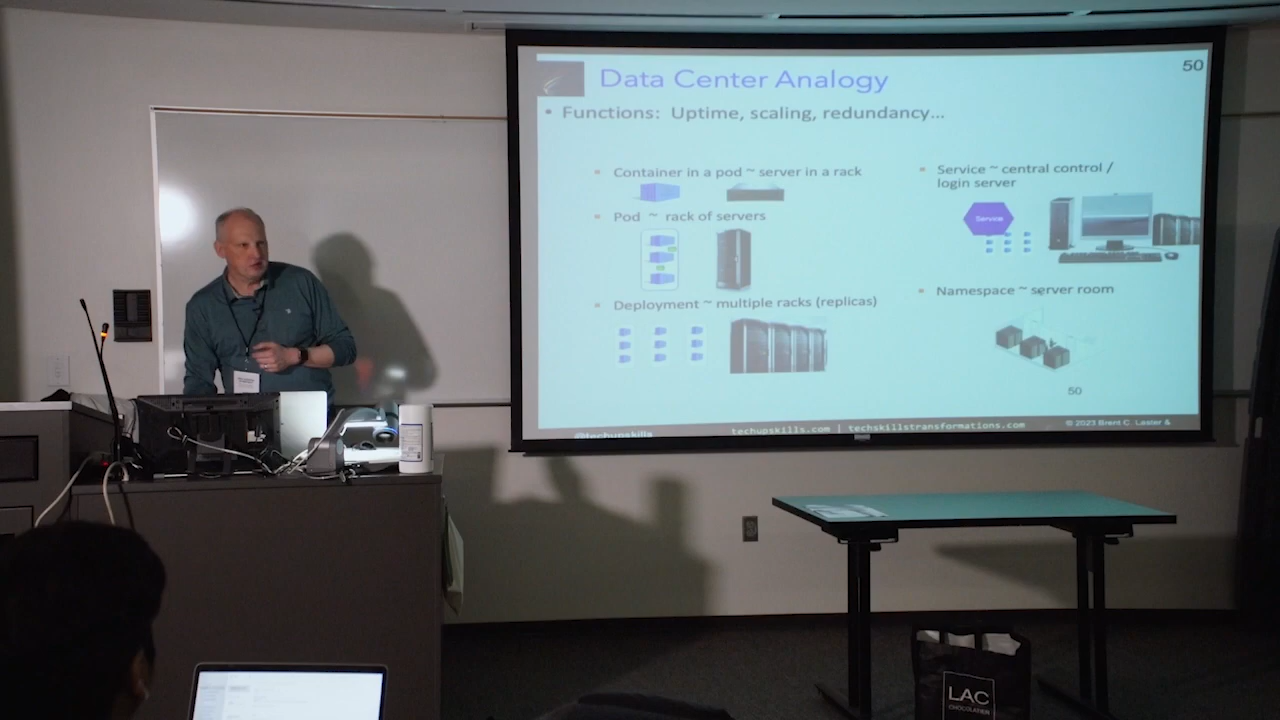 Data Center Analogy
50
• Functions: Uptime, scaling, redundancy...
Container in a pod ~ server in a rack
Pod ~ rack of servers
Deployment ~ multiple racks (replicas)
Service ~ central control /
login server
Service
Namespace ~ server room
50
@techupskills
techupskills.com | techskillstransformations.com
© 2023 Brent C. Laster &
LAC
CHOCOLATIER